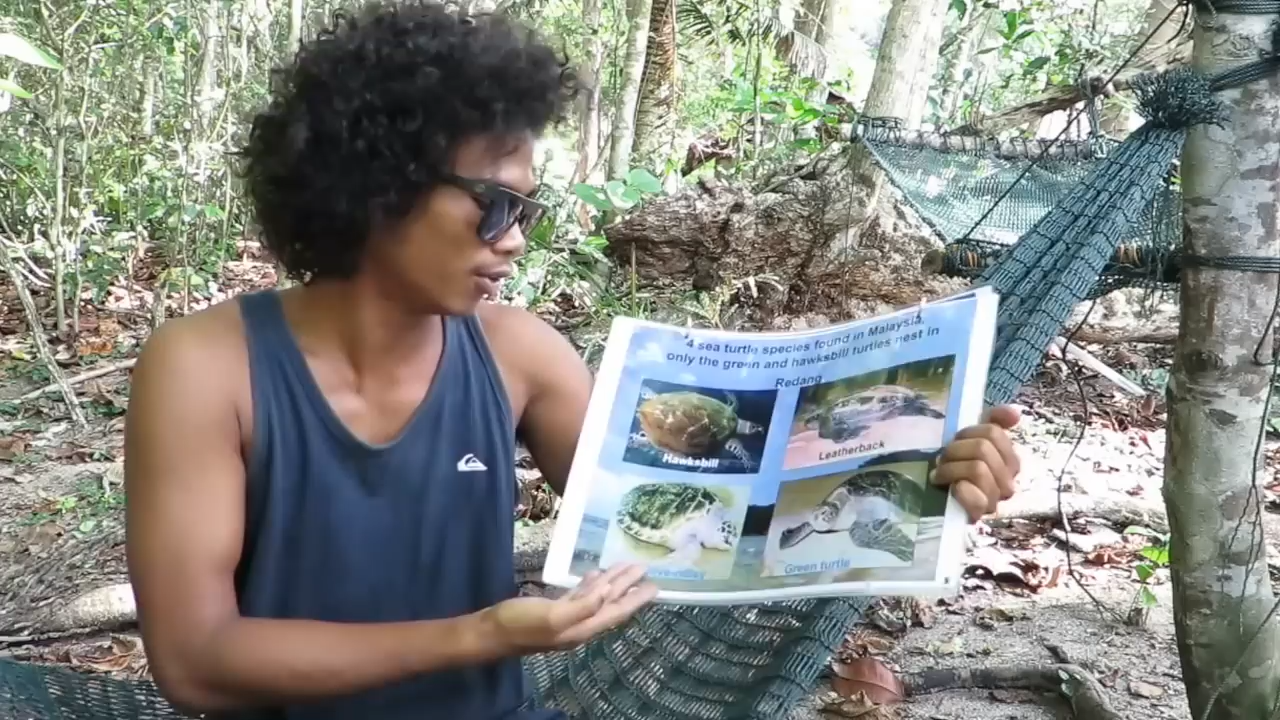 4 sea turtle species found in Malaysia,
only the green and hawksbill turtles nest in
Redang
Hawksbill
Leatherback
Green turtle